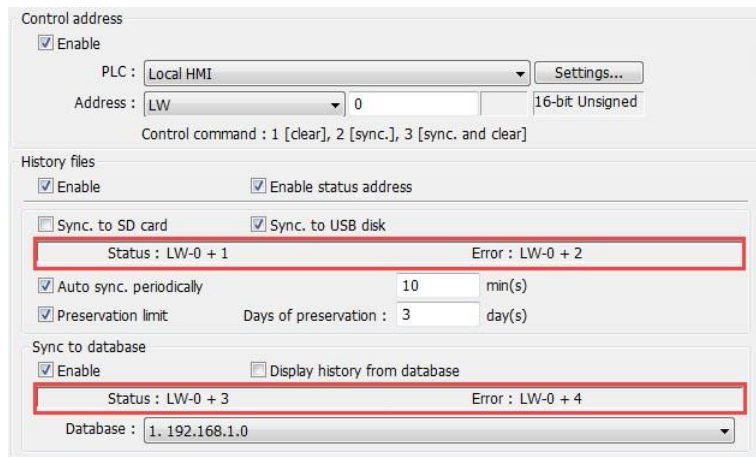 Control address
Enable
PLC : Local HMI Settings...
Address : LW 0 16-bit Unsigned
Control command : 1 [clear], 2 [sync.], 3 [sync. and clear]
History files
Enable Enable status address
Sync. to SD card Sync. to USB disk
Status : LW-0 + 1 Error : LW-0 + 2
Auto sync. periodically 10 min(s)
Preservation limit Days of preservation : 3 day(s)
Sync to database
Enable Display history from database
Status : LW-0 + 3 Error : LW-0 + 4
Database : 1. 192.168.1.0